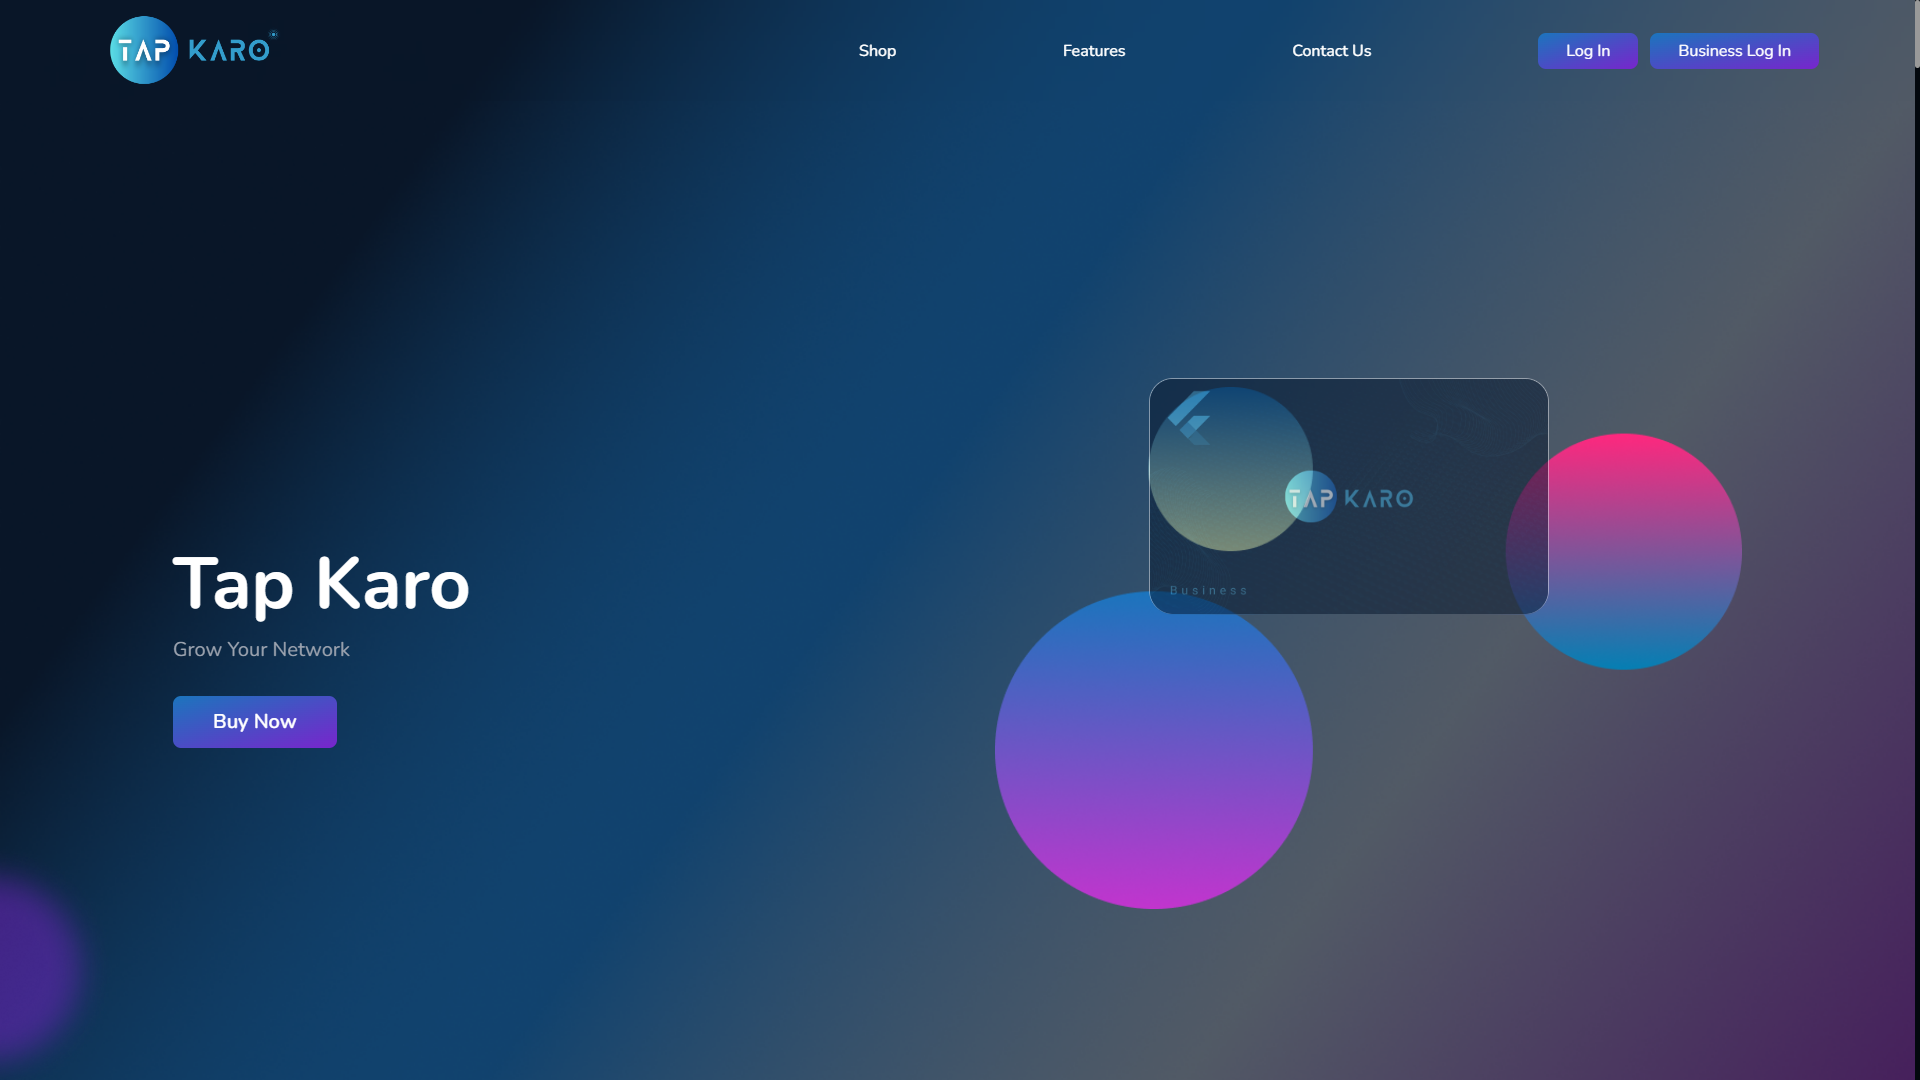 TAP KARO
Shop
Features
Contact Us
Log In
Business Log In
TAP KARO
Business
Tap Karo
Grow Your Network
Buy Now